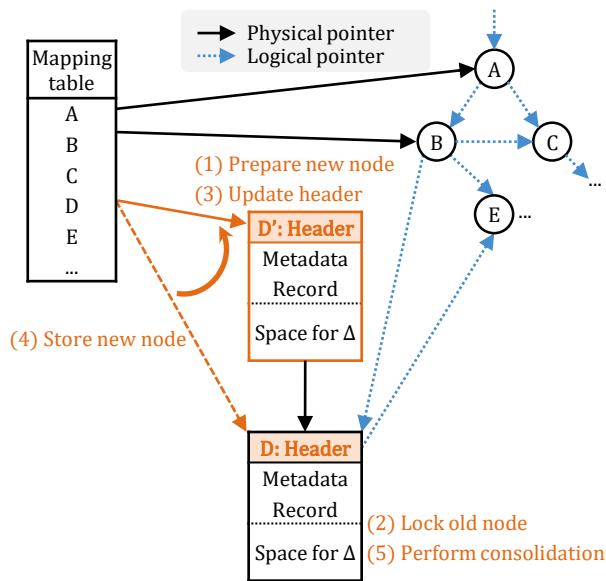 Physical pointer
Logical pointer
Mapping
table
A
B
C
D
E
...
A
B
C
...
E
...
(1) Prepare new node
(3) Update header
D': Header
Metadata
Record
Space for Δ
(4) Store new node
D: Header
Metadata
Record
Space for Δ
(2) Lock old node
(5) Perform consolidation